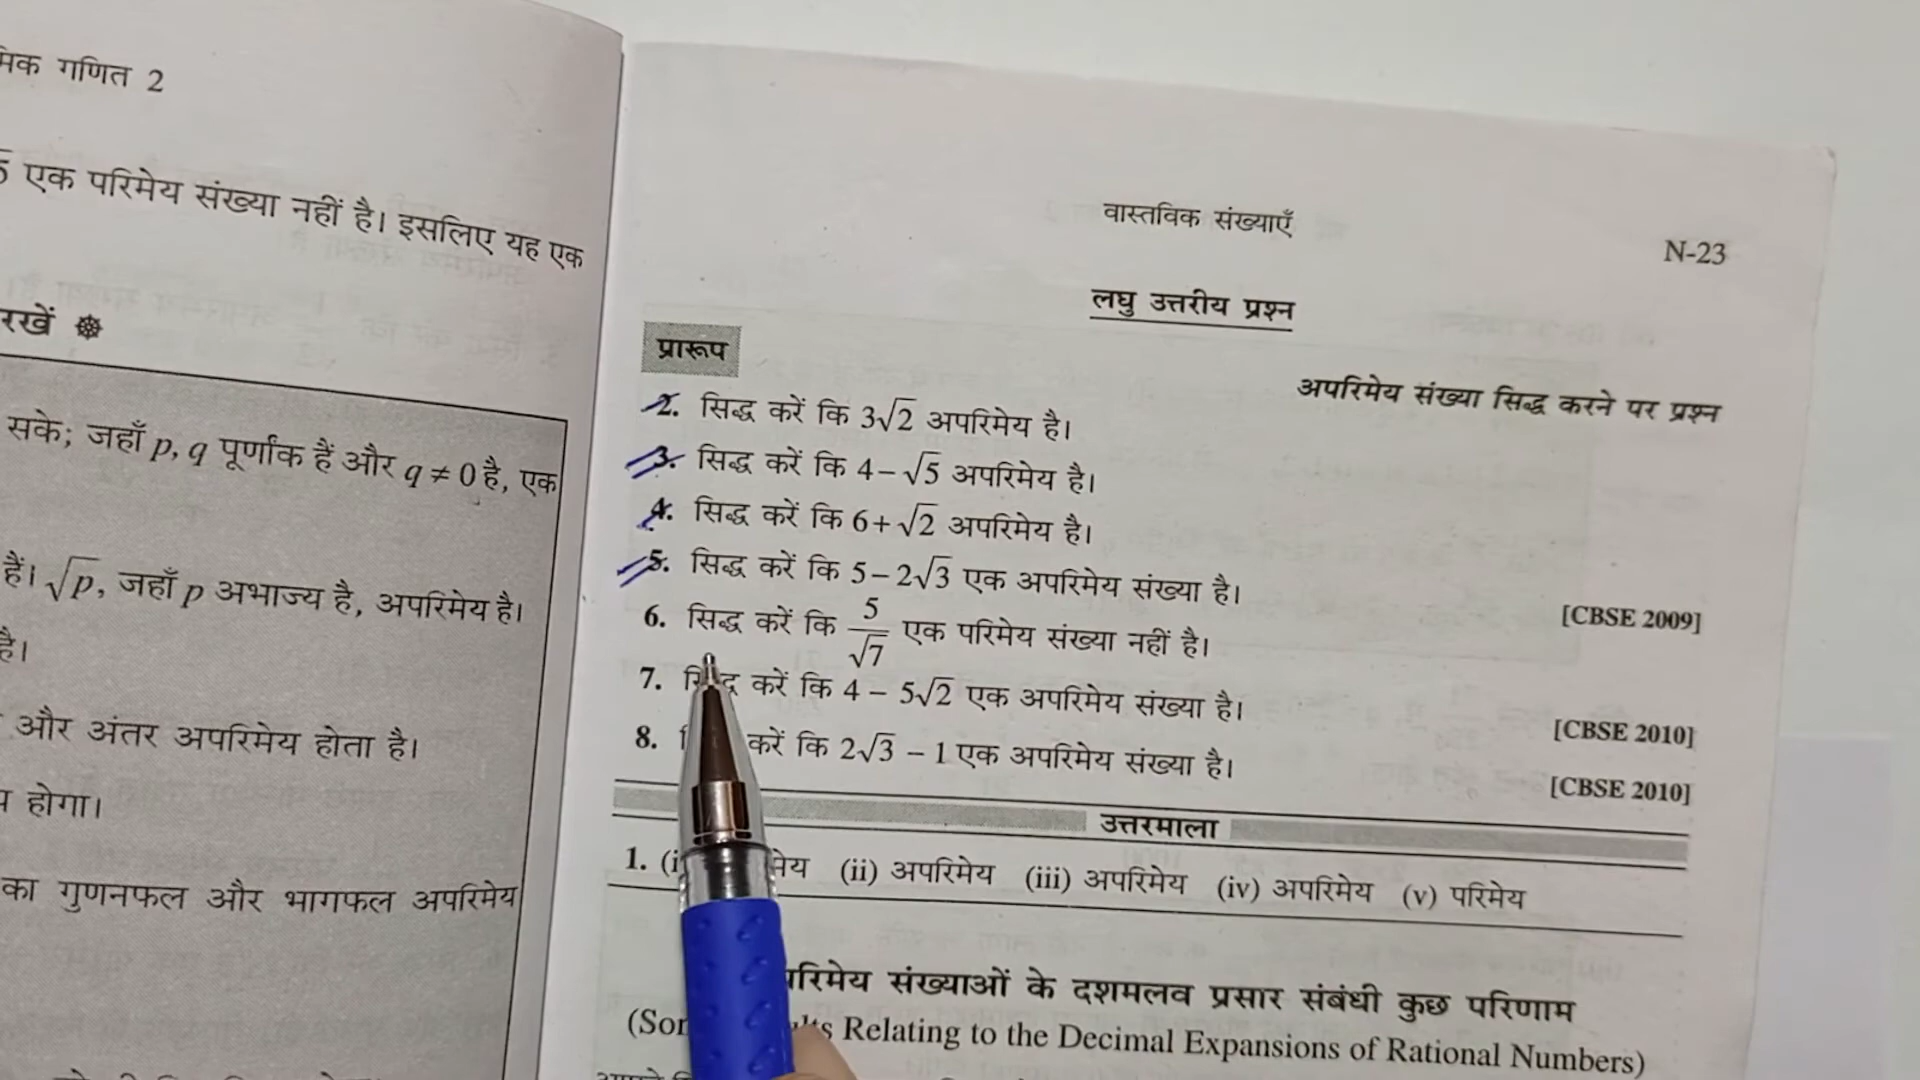 गणित 2
एक परिमेय संख्या नहीं है। इसलिए यह एक
रखें
सके; जहाँ p, q पूर्णांक हैं और q ≠ 0 है, एक
हैं। √p, जहाँ p अभाज्य है, अपरिमेय है।
है।
और अंतर अपरिमेय होता है।
होगा।
का गुणनफल और भागफल अपरिमेय
वास्तविक संख्याएँ
N-23
लघु उत्तरीय प्रश्न
प्रारूप
अपरिमेय संख्या सिद्ध करने पर प्रश्न
2. सिद्ध करें कि 3√2 अपरिमेय है।
3. सिद्ध करें कि 4-√5 अपरिमेय है।
4. सिद्ध करें कि 6+√2 अपरिमेय है।
5. सिद्ध करें कि 5-2√3 एक अपरिमेय संख्या है। [CBSE 2009]
6. सिद्ध करें कि 5/√7 एक परिमेय संख्या नहीं है।
7. सिद्ध करें कि 4 - 5√2 एक अपरिमेय संख्या है। [CBSE 2010]
8. करें कि 2√3 - 1 एक अपरिमेय संख्या है। [CBSE 2010]
उत्तरमाला
1. (ii) अपरिमेय (iii) अपरिमेय (iv) अपरिमेय (v) परिमेय
परिमेय संख्याओं के दशमलव प्रसार संबंधी कुछ परिणाम
Relating to the Decimal Expansions of Rational Numbers)